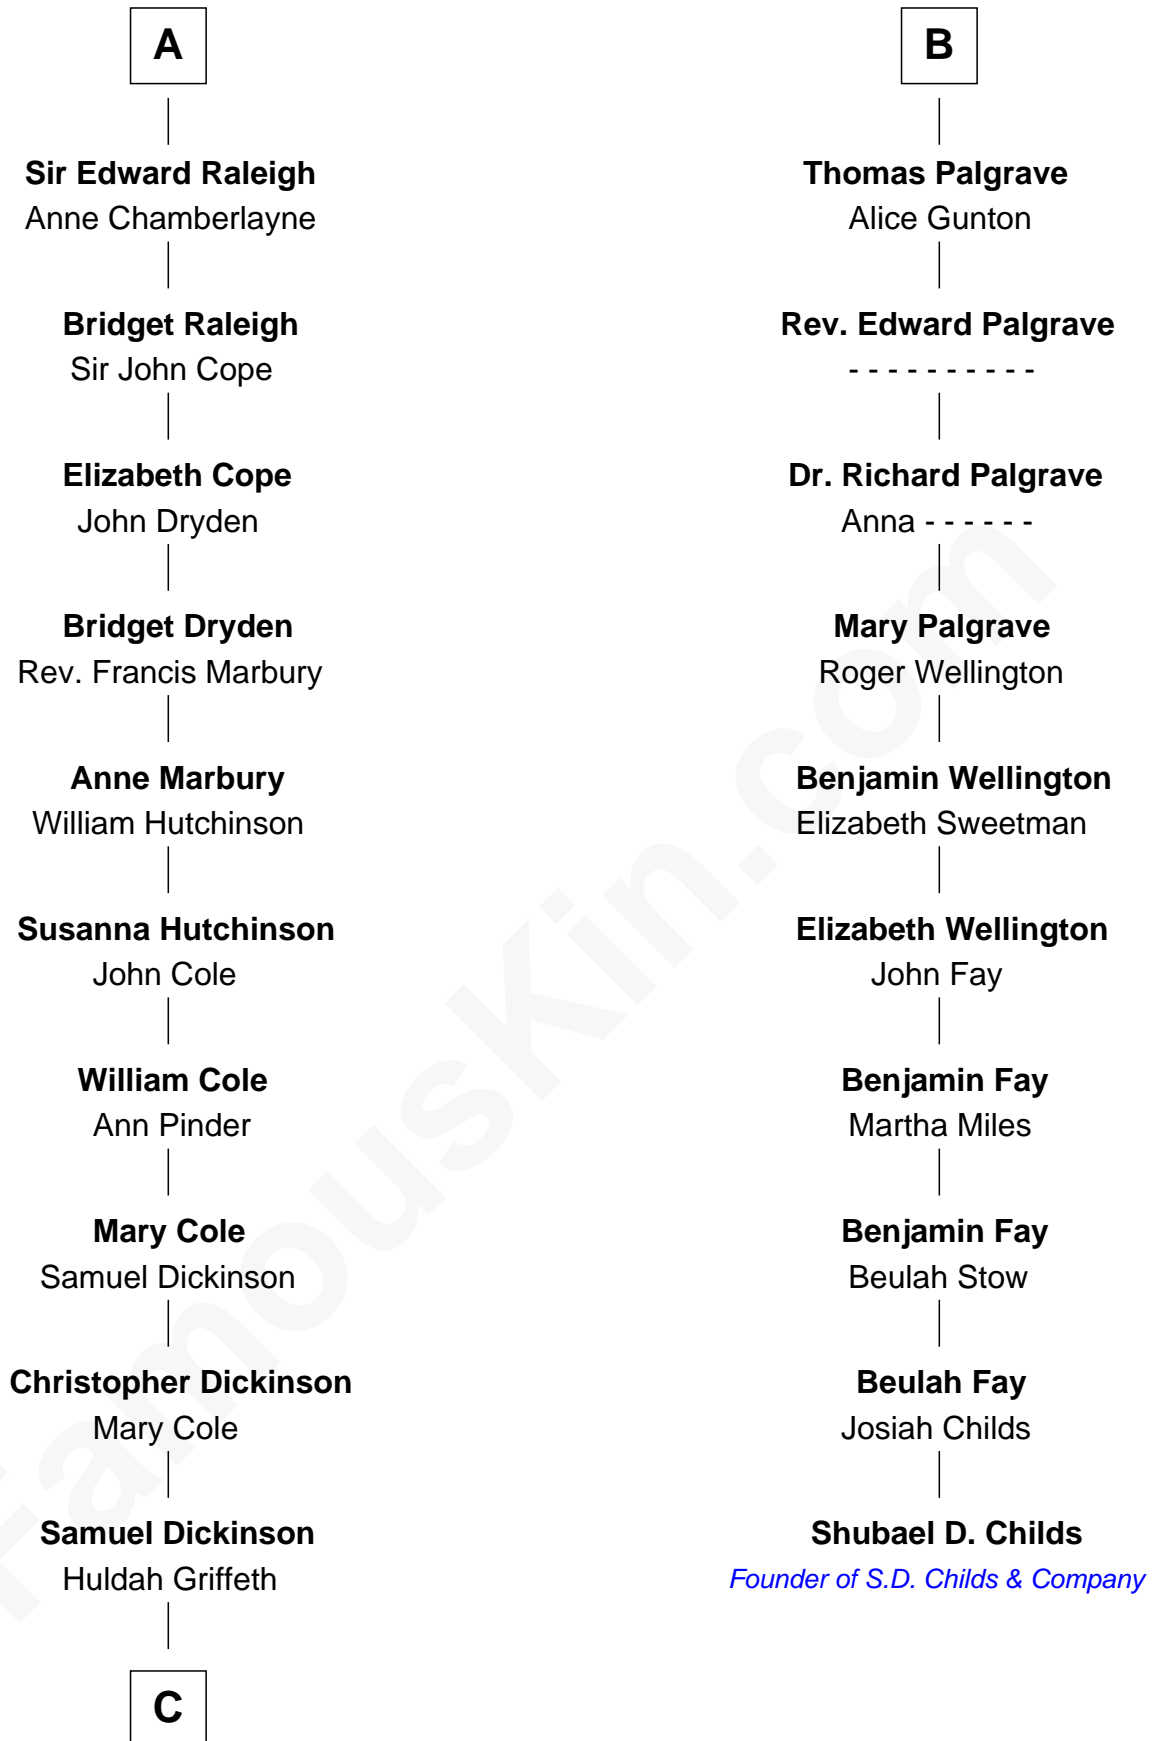 A
Sir Edward Raleigh
Anne Chamberlayne
Bridget Raleigh
Sir John Cope
Elizabeth Cope
John Dryden
Bridget Dryden
Rev. Francis Marbury
Anne Marbury
William Hutchinson
Susanna Hutchinson
John Cole
William Cole
Ann Pinder
Mary Cole
Samuel Dickinson
Christopher Dickinson
Mary Cole
Samuel Dickinson
Huldah Griffeth
C
B
Thomas Palgrave
Alice Gunton
Rev. Edward Palgrave
- - - - - - - - - -
Dr. Richard Palgrave
Anna - - - - - -
Mary Palgrave
Roger Wellington
Benjamin Wellington
Elizabeth Sweetman
Elizabeth Wellington
John Fay
Benjamin Fay
Martha Miles
Benjamin Fay
Beulah Stow
Beulah Fay
Josiah Childs
Shubael D. Childs
Founder of S.D. Childs & Company
FamousKin.com